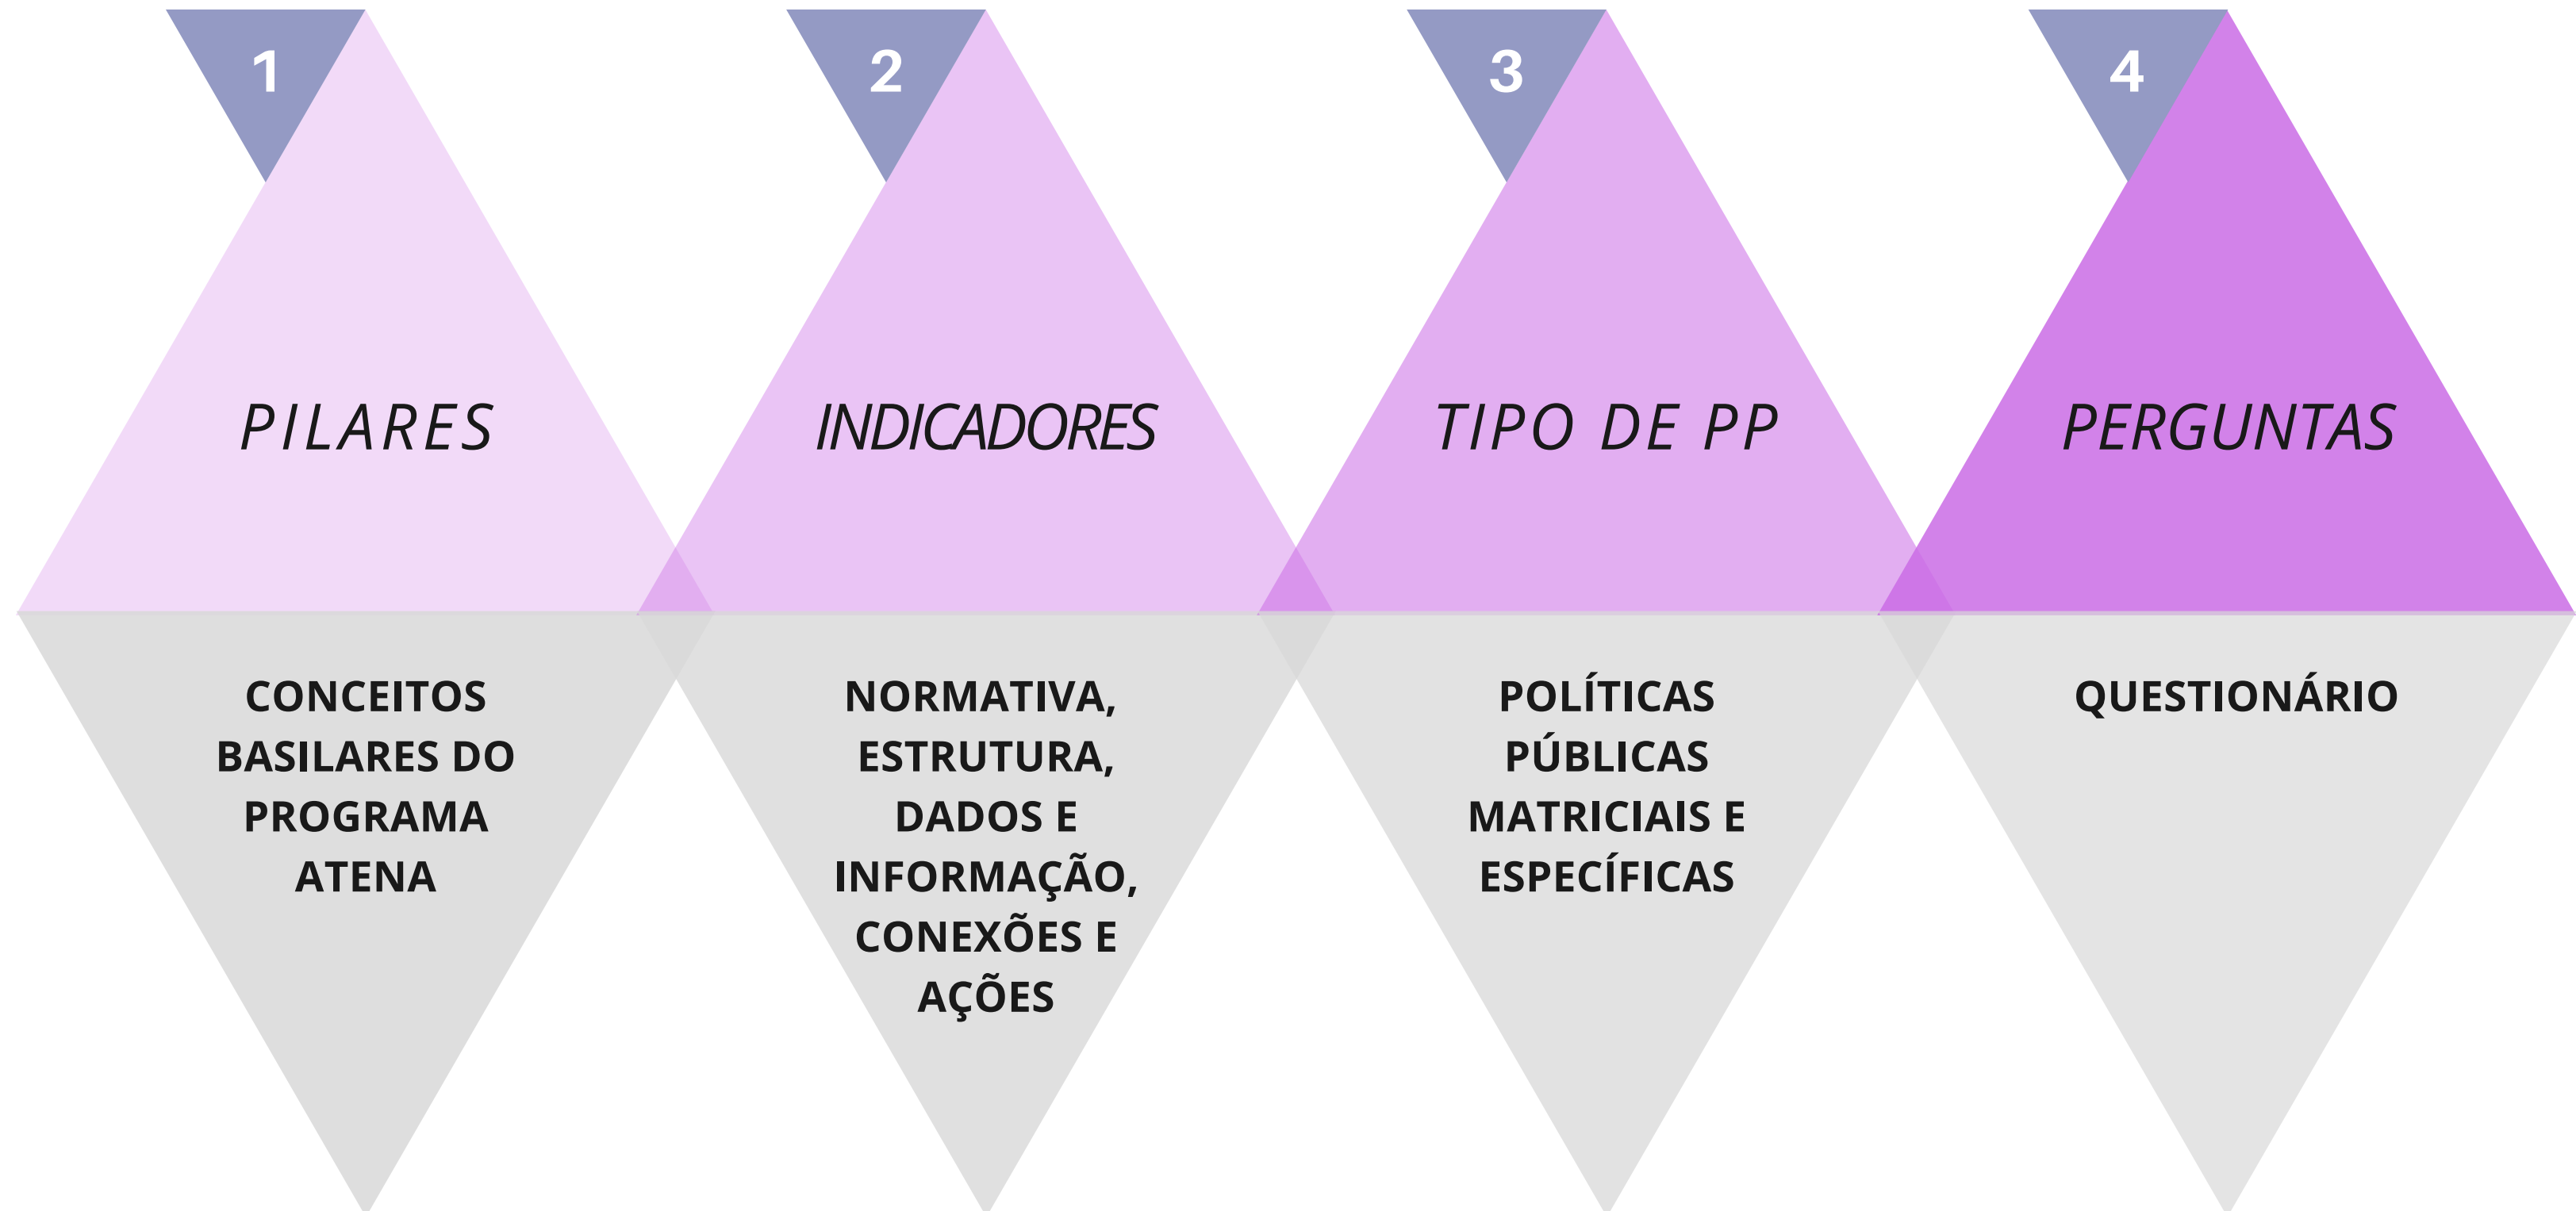 1
PILARES
CONCEITOS
BASILARES DO
PROGRAMA
ATENA
2
INDICADORES
NORMATIVA,
ESTRUTURA,
DADOS E
INFORMAÇÃO,
CONEXÕES E
AÇÕES
3
TIPO DE PP
POLÍTICAS
PÚBLICAS
MATRICIAIS E
ESPECÍFICAS
4
PERGUNTAS
QUESTIONÁRIO